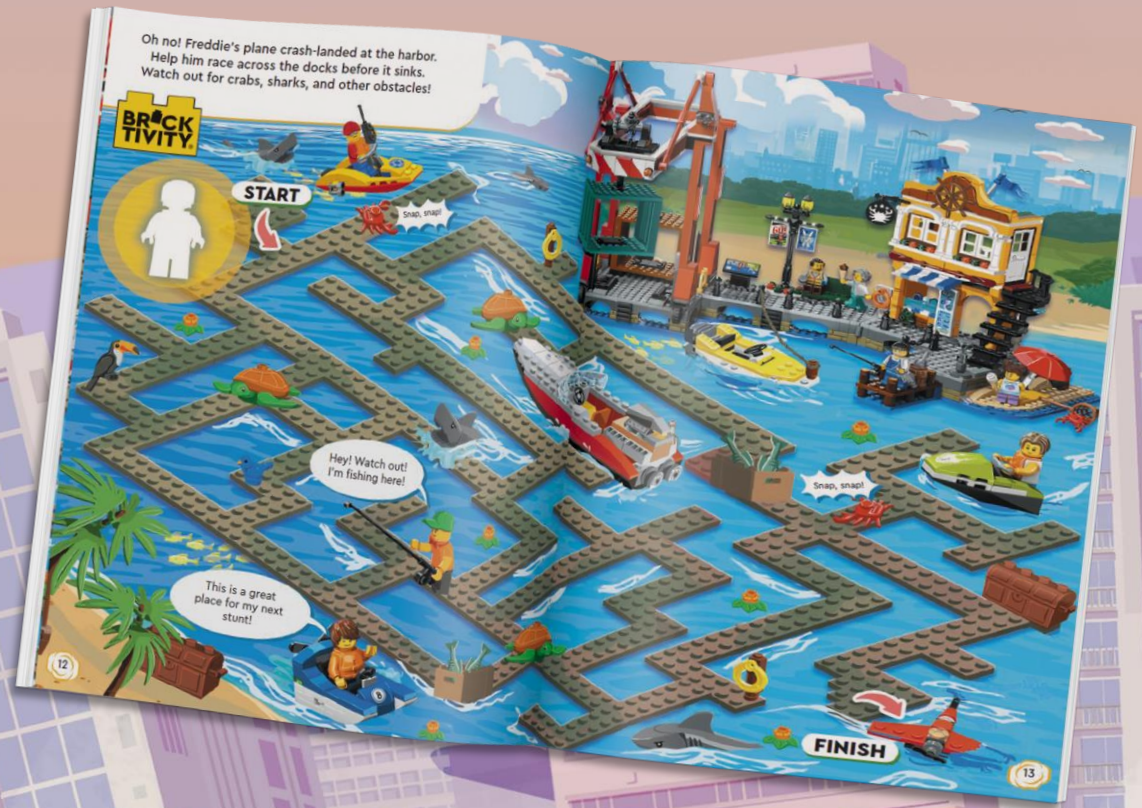 Oh no! Freddie's plane crash-landed at the harbor.
Help him race across the docks before it sinks.
Watch out for crabs, sharks, and other obstacles!
BRICK
TIVITY
START
Snap, snap!
Hey! Watch out!
I'm fishing here!
Snap, snap!
This is a great
place for my next
stunt!
FINISH
12
13